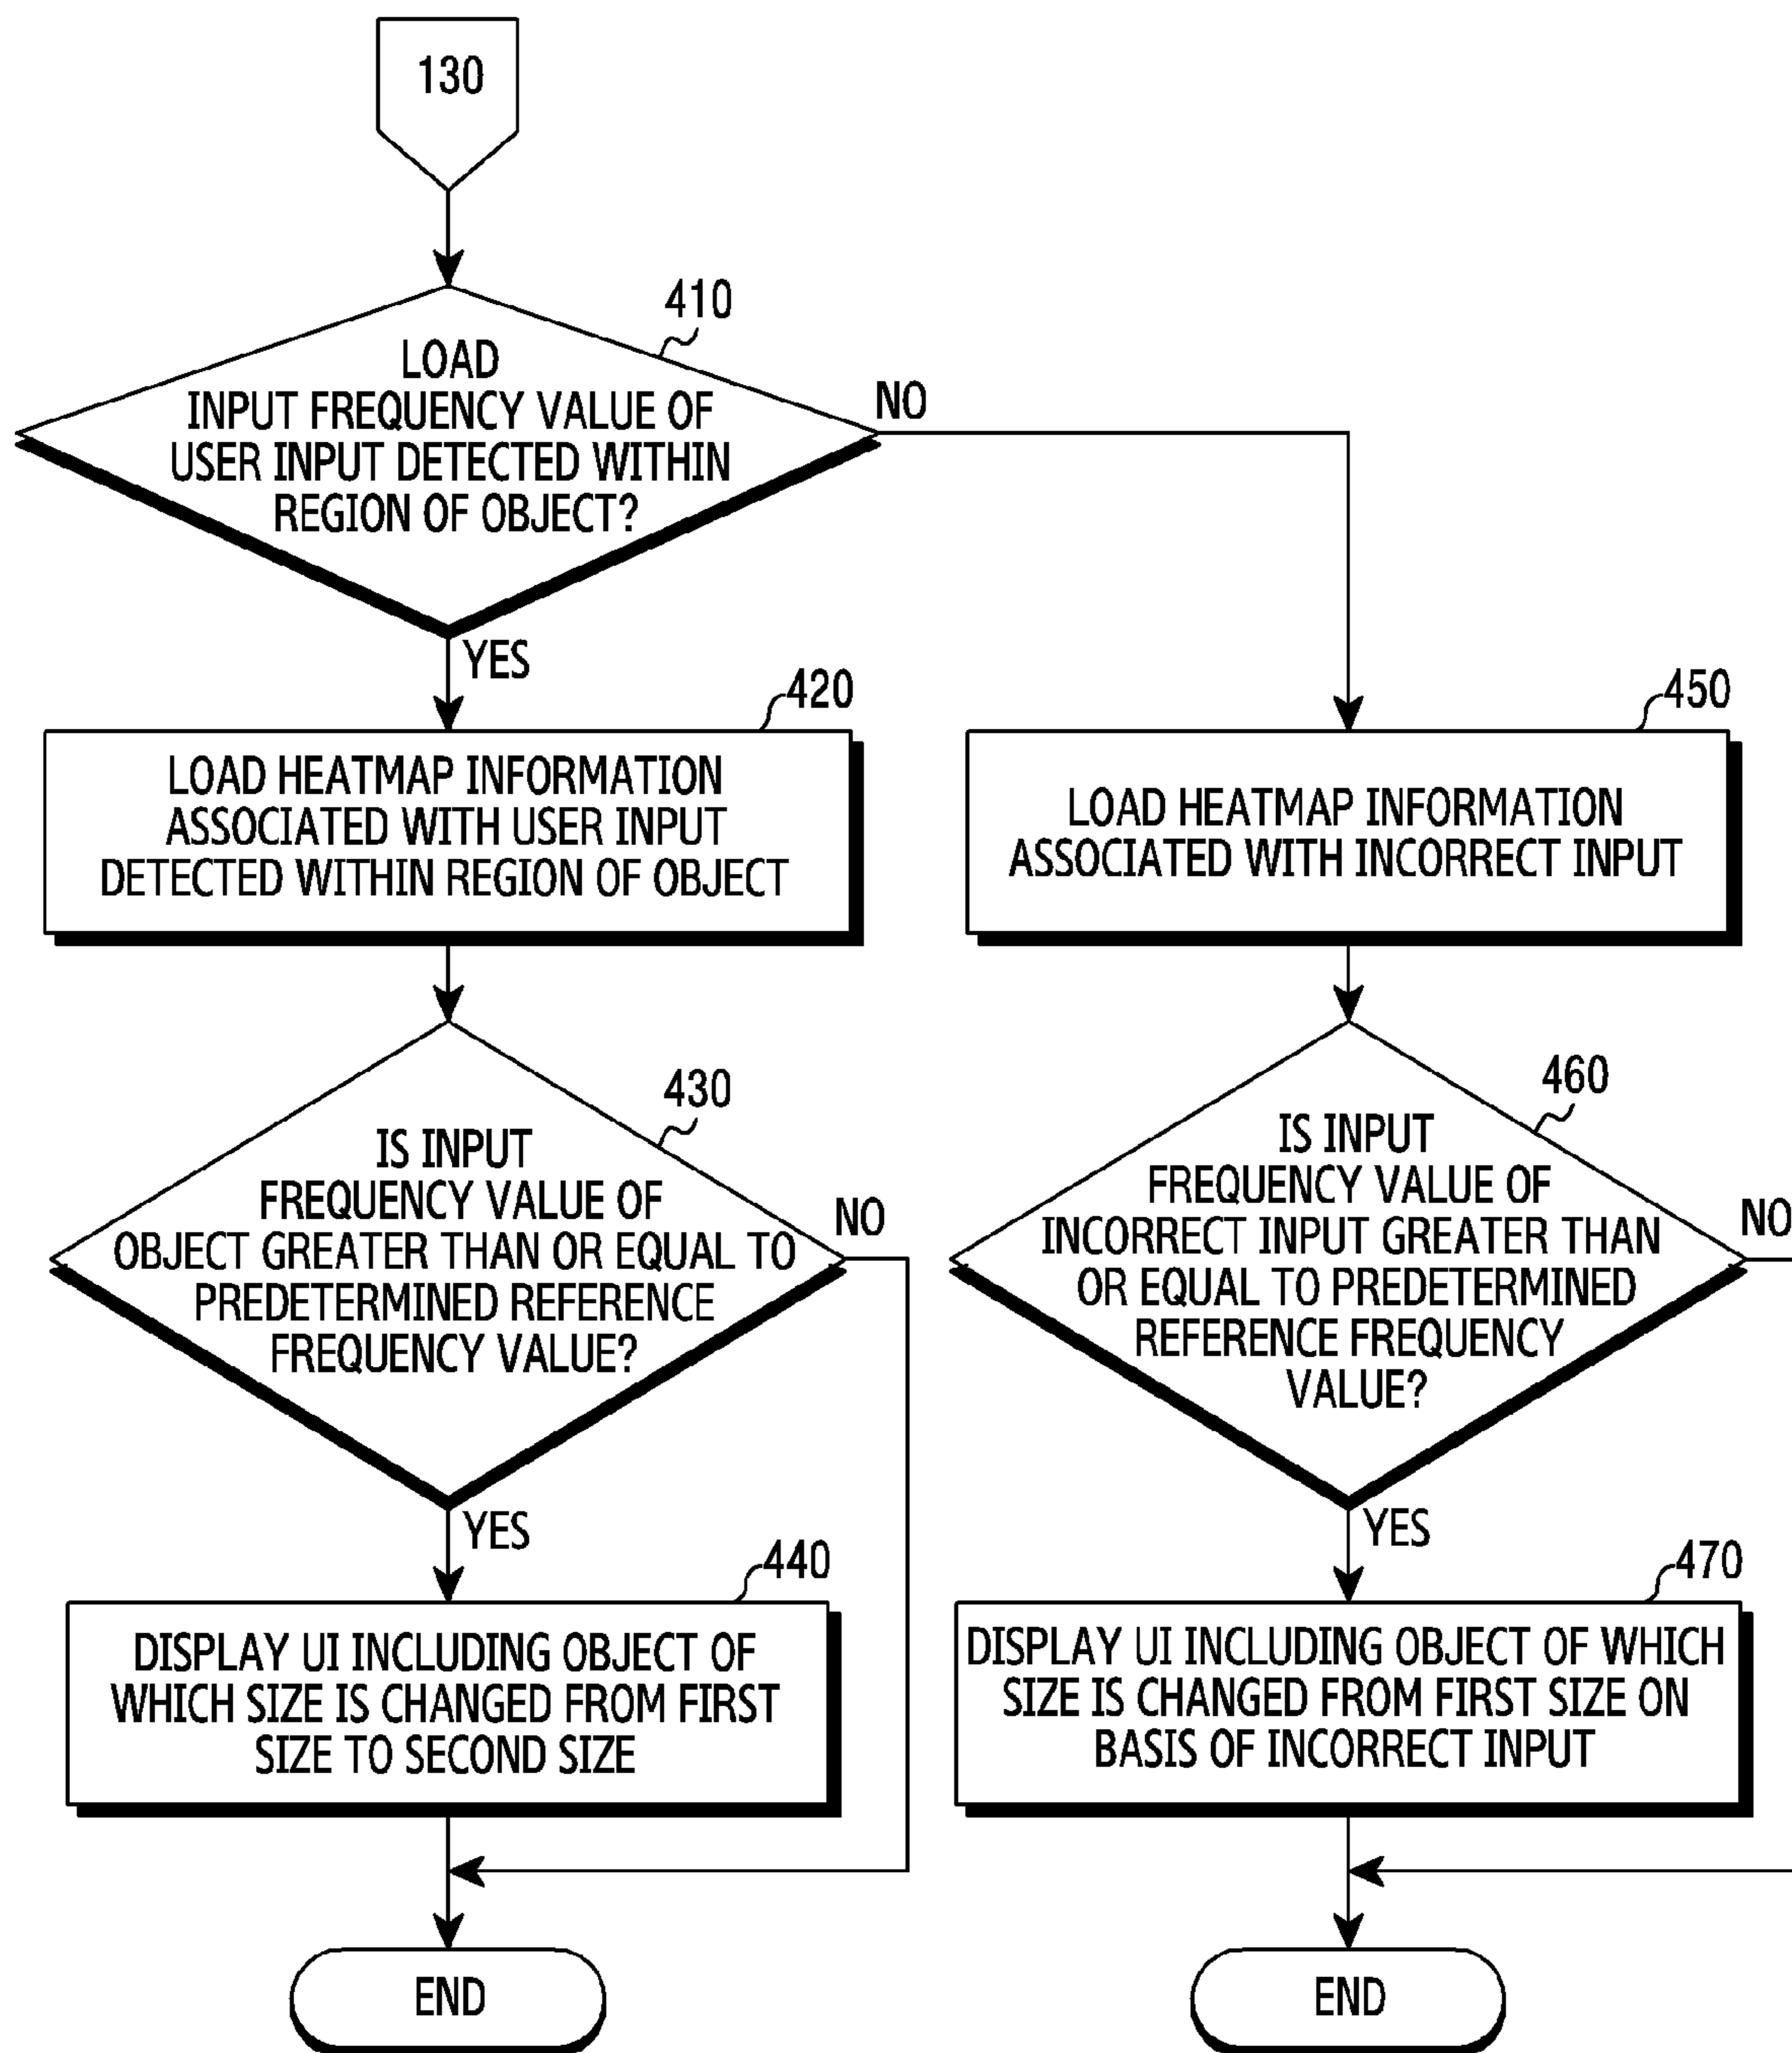 130
410
LOAD
INPUT FREQUENCY VALUE OF
USER INPUT DETECTED WITHIN
REGION OF OBJECT?
NO
YES
420
LOAD HEATMAP INFORMATION
ASSOCIATED WITH USER INPUT
DETECTED WITHIN REGION OF OBJECT
450
LOAD HEATMAP INFORMATION
ASSOCIATED WITH INCORRECT INPUT
430
IS INPUT
FREQUENCY VALUE OF
OBJECT GREATER THAN OR EQUAL TO
PREDETERMINED REFERENCE
FREQUENCY VALUE?
NO
YES
460
IS INPUT
FREQUENCY VALUE OF
INCORRECT INPUT GREATER THAN
OR EQUAL TO PREDETERMINED
REFERENCE FREQUENCY
VALUE?
NO
YES
440
DISPLAY UI INCLUDING OBJECT OF
WHICH SIZE IS CHANGED FROM FIRST
SIZE TO SECOND SIZE
470
DISPLAY UI INCLUDING OBJECT OF WHICH
SIZE IS CHANGED FROM FIRST SIZE ON
BASIS OF INCORRECT INPUT
END
END